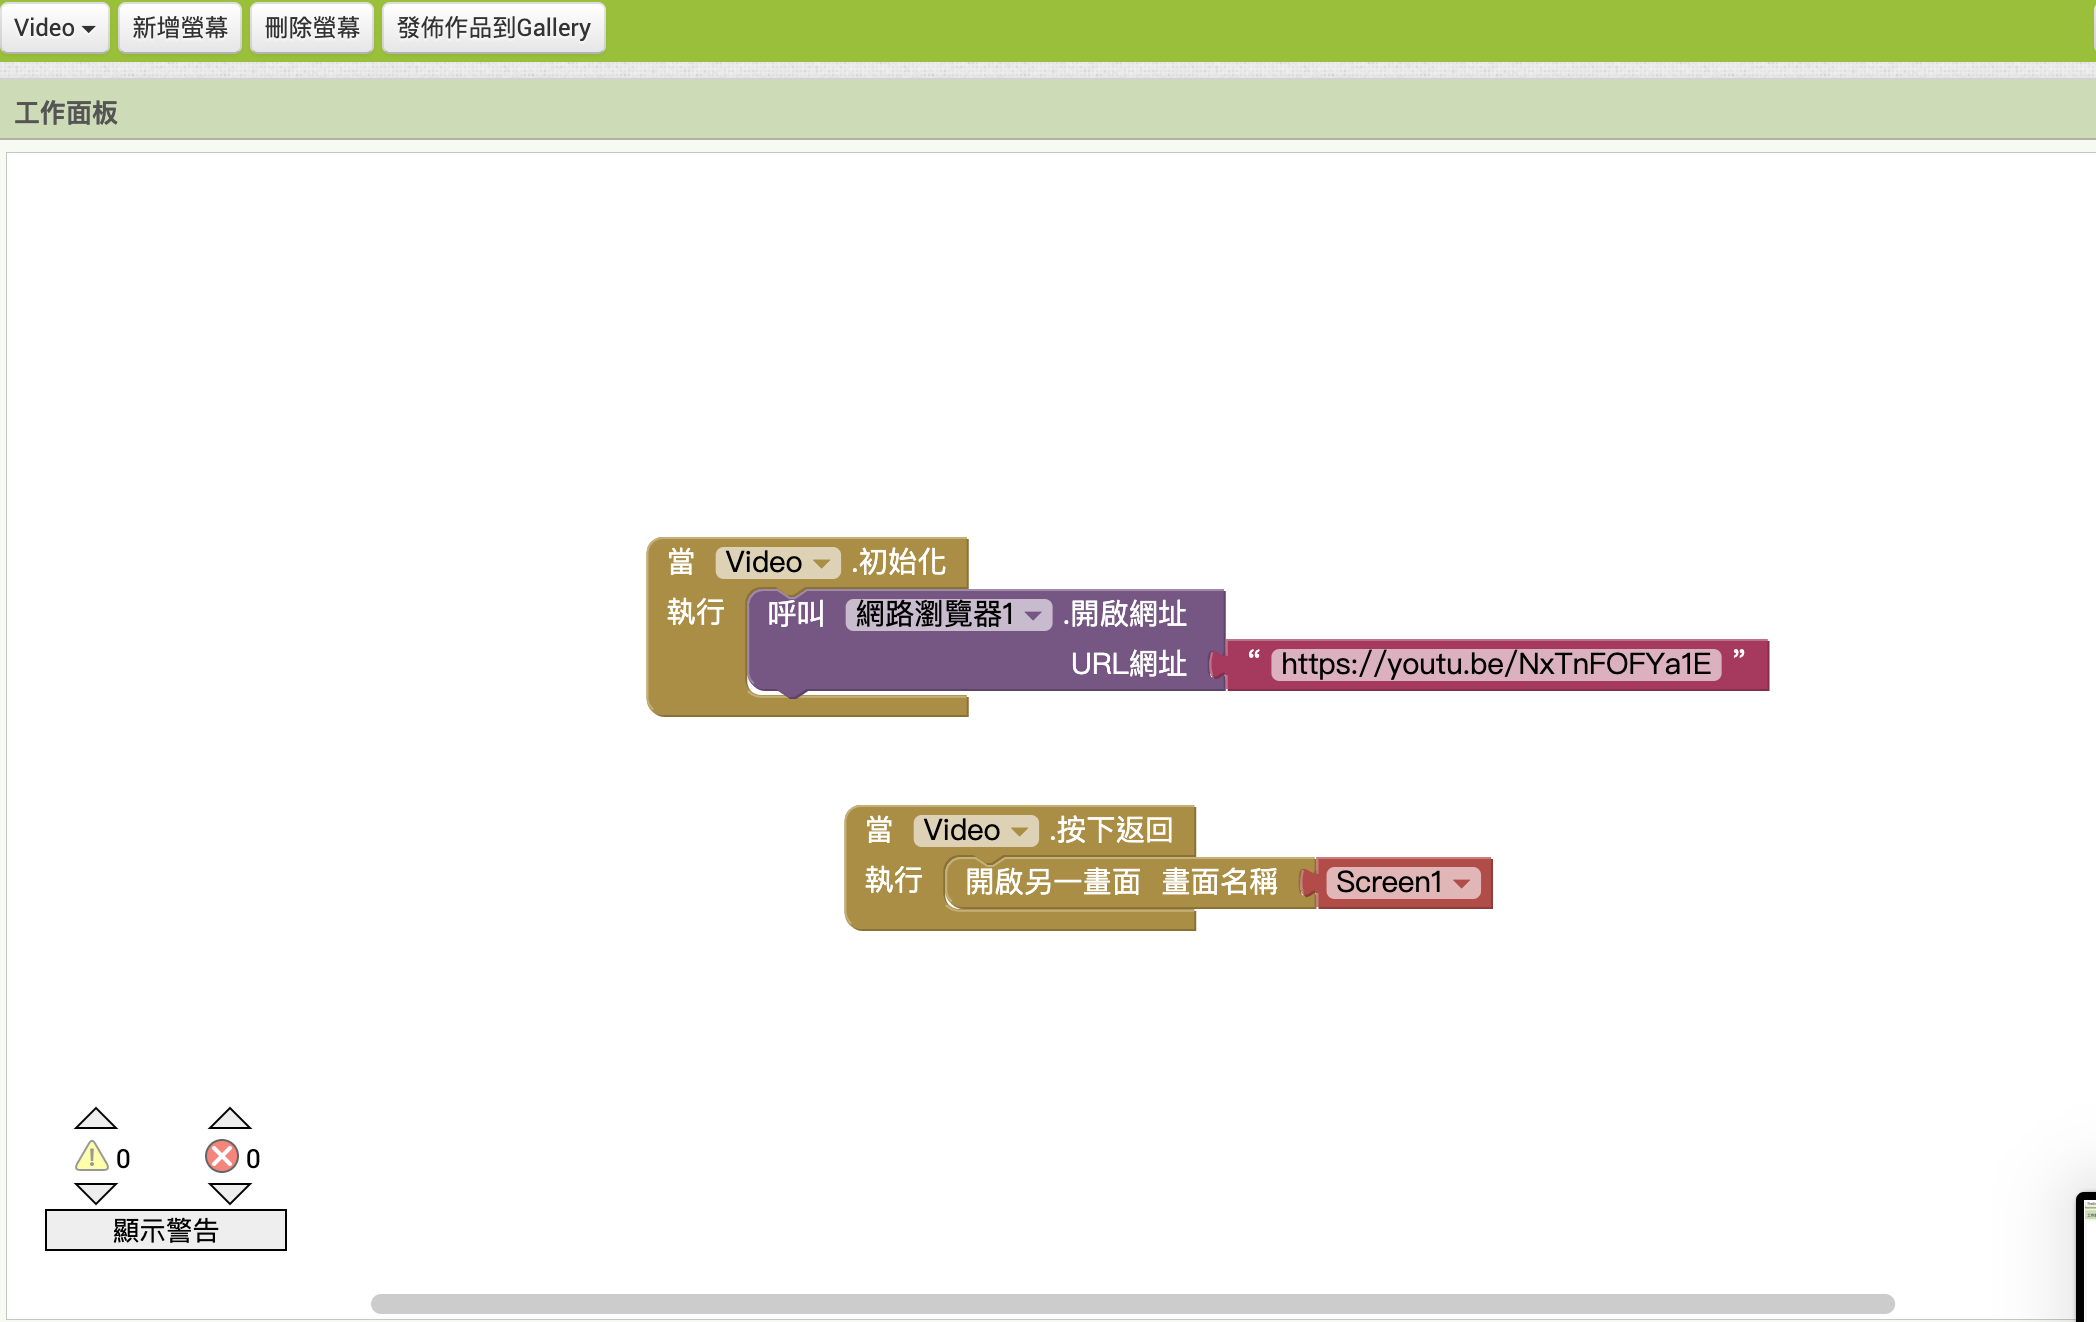 Video 新增螢幕 刪除螢幕 發佈作品到Gallery
工作面板
當 Video .初始化
執行 呼叫 網路瀏覽器1 .開啟網址
URL網址 “ https://youtu.be/NxTnFOFYa1E ”
當 Video .按下返回
執行 開啟另一畫面 畫面名稱 Screen1
0 0
顯示警告